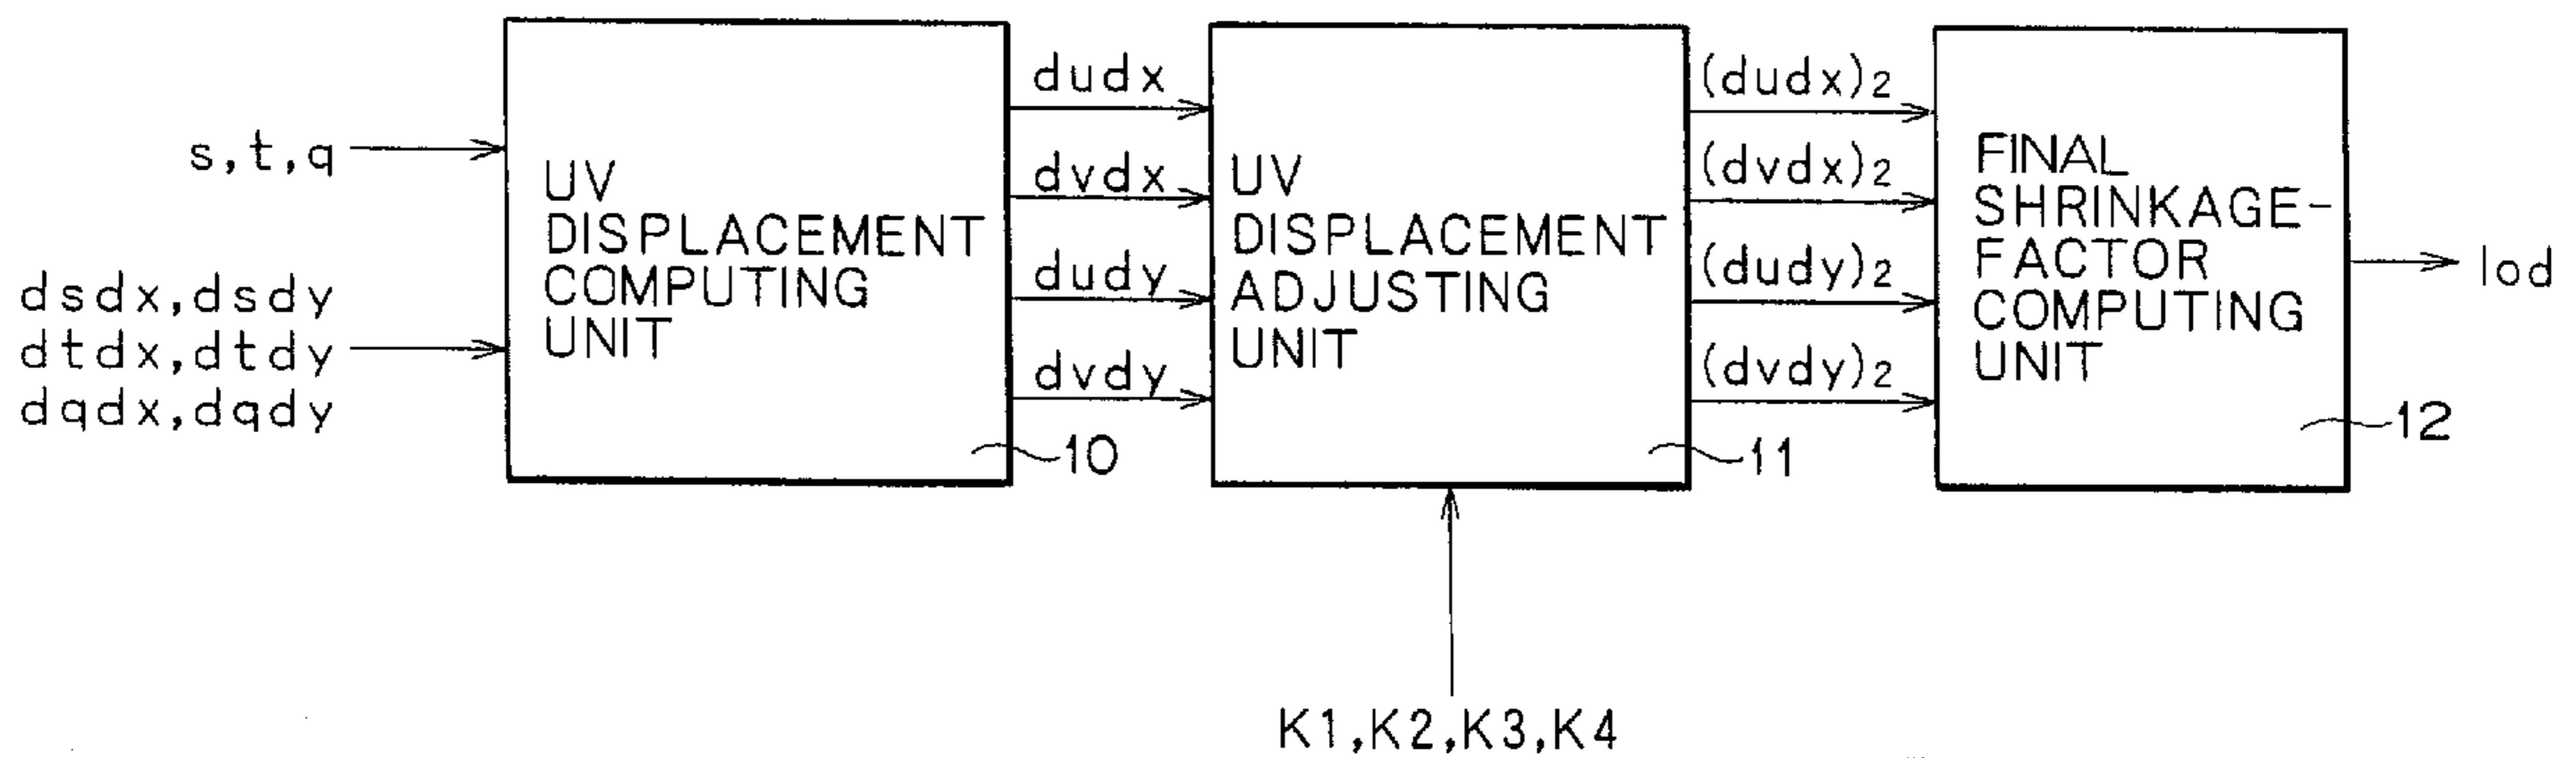 s,t,q
dsdx,dsdy
dtdx,dtdy
dqdx,dqdy
UV
DISPLACEMENT
COMPUTING
UNIT
10
dudx
dvdx
dudy
dvdy
UV
DISPLACEMENT
ADJUSTING
UNIT
11
K1,K2,K3,K4
(dudx)2
(dvdx)2
(dudy)2
(dvdy)2
FINAL
SHRINKAGE-
FACTOR
COMPUTING
UNIT
12
lod